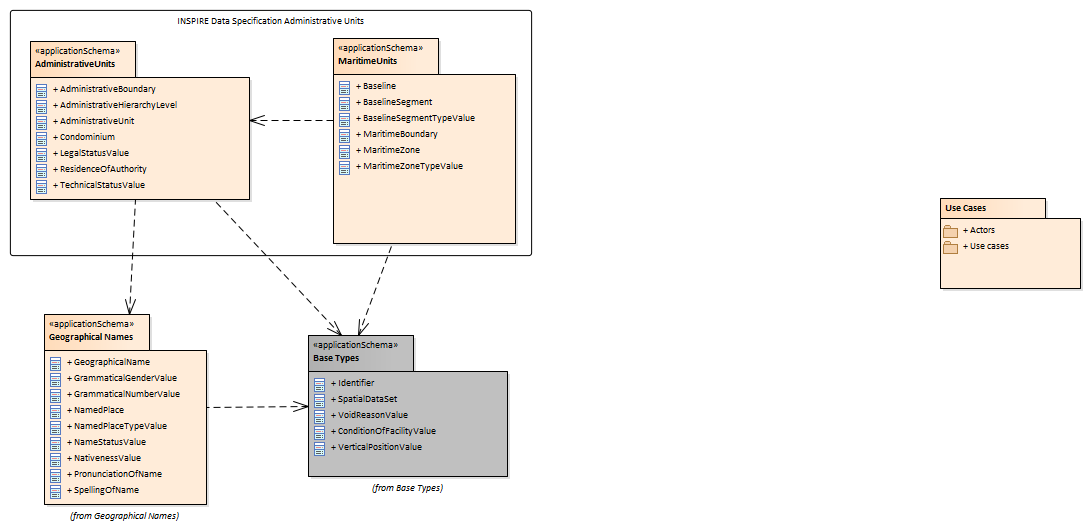 INSPIRE Data Specification Administrative Units
«applicationSchema»
AdministrativeUnits
+ AdministrativeBoundary
+ AdministrativeHierarchyLevel
+ AdministrativeUnit
+ Condominium
+ LegalStatusValue
+ ResidenceOfAuthority
+ TechnicalStatusValue
«applicationSchema»
MaritimeUnits
+ Baseline
+ BaselineSegment
+ BaselineSegmentTypeValue
+ MaritimeBoundary
+ MaritimeZone
+ MaritimeZoneTypeValue
Use Cases
+ Actors
+ Use cases
«applicationSchema»
Geographical Names
+ GeographicalName
+ GrammaticalGenderValue
+ GrammaticalNumberValue
+ NamedPlace
+ NamedPlaceTypeValue
+ NameStatusValue
+ NativenessValue
+ PronunciationOfName
+ SpellingOfName
(from Geographical Names)
«applicationSchema»
Base Types
+ Identifier
+ SpatialDataSet
+ VoidReasonValue
+ ConditionOfFacilityValue
+ VerticalPositionValue
(from Base Types)